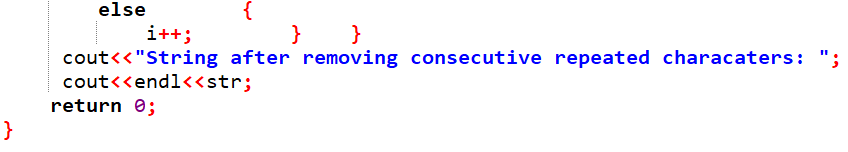 else {
i++; } }
cout<<"String after removing consecutive repeated characaters: ";
cout<<endl<<str;
return 0;
}